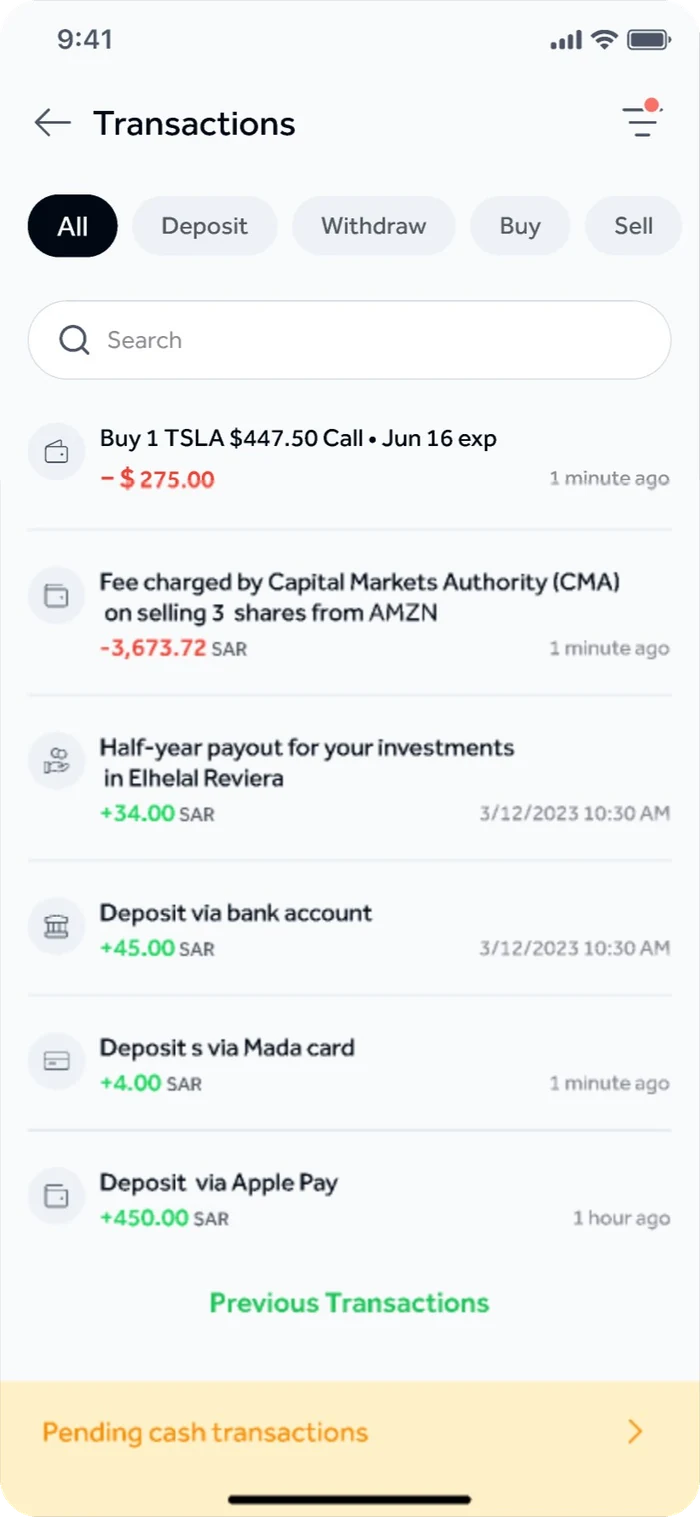 9:41
Transactions
All Deposit Withdraw Buy Sell
Search
Buy 1 TSLA $447.50 Call • Jun 16 exp
− $ 275.00 1 minute ago
Fee charged by Capital Markets Authority (CMA)
on selling 3 shares from AMZN
-3,673.72 SAR 1 minute ago
Half-year payout for your investments
in Elhelal Reviera
+34.00 SAR 3/12/2023 10:30 AM
Deposit via bank account
+45.00 SAR 3/12/2023 10:30 AM
Deposit s via Mada card
+4.00 SAR 1 minute ago
Deposit via Apple Pay
+450.00 SAR 1 hour ago
Previous Transactions
Pending cash transactions